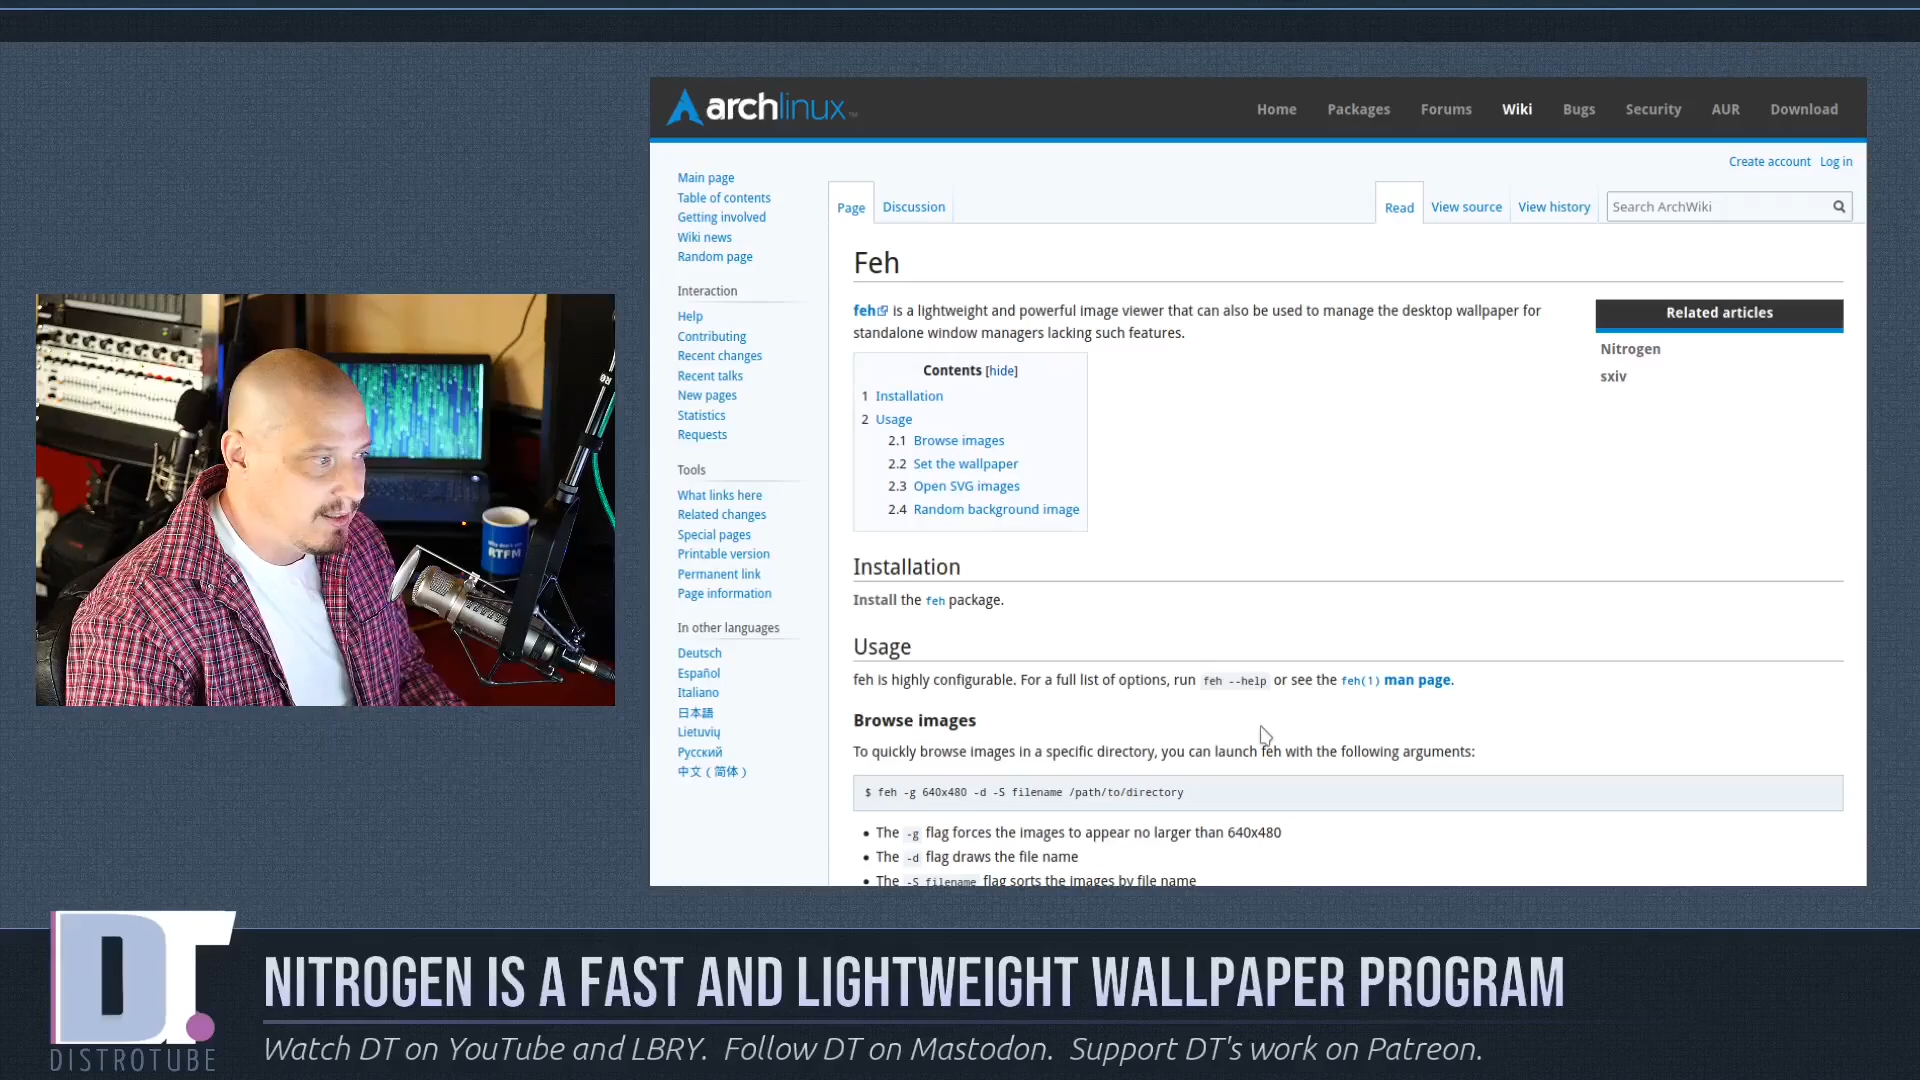 archlinux
Home Packages Forums Wiki Bugs Security AUR Download
Create account Log in
Main page
Table of contents
Getting involved
Wiki news
Random page
Interaction
Help
Contributing
Recent changes
Recent talks
New pages
Statistics
Requests
Tools
What links here
Related changes
Special pages
Printable version
Permanent link
Page information
In other languages
Deutsch
Español
Italiano
日本語
Lietuvių
Русский
中文（简体）
Page Discussion Read View source View history Search ArchWiki
Feh
feh is a lightweight and powerful image viewer that can also be used to manage the desktop wallpaper for
standalone window managers lacking such features.
Related articles
Nitrogen
sxiv
Contents [hide]
1 Installation
2 Usage
2.1 Browse images
2.2 Set the wallpaper
2.3 Open SVG images
2.4 Random background image
Installation
Install the feh package.
Usage
feh is highly configurable. For a full list of options, run feh --help or see the feh(1) man page.
Browse images
To quickly browse images in a specific directory, you can launch feh with the following arguments:
$ feh -g 640x480 -d -S filename /path/to/directory
• The -g flag forces the images to appear no larger than 640x480
• The -d flag draws the file name
• The -S filename flag sorts the images by file name
Why don't you
RTFM
DT
DISTROTUBE
NITROGEN IS A FAST AND LIGHTWEIGHT WALLPAPER PROGRAM
Watch DT on YouTube and LBRY. Follow DT on Mastodon. Support DT's work on Patreon.